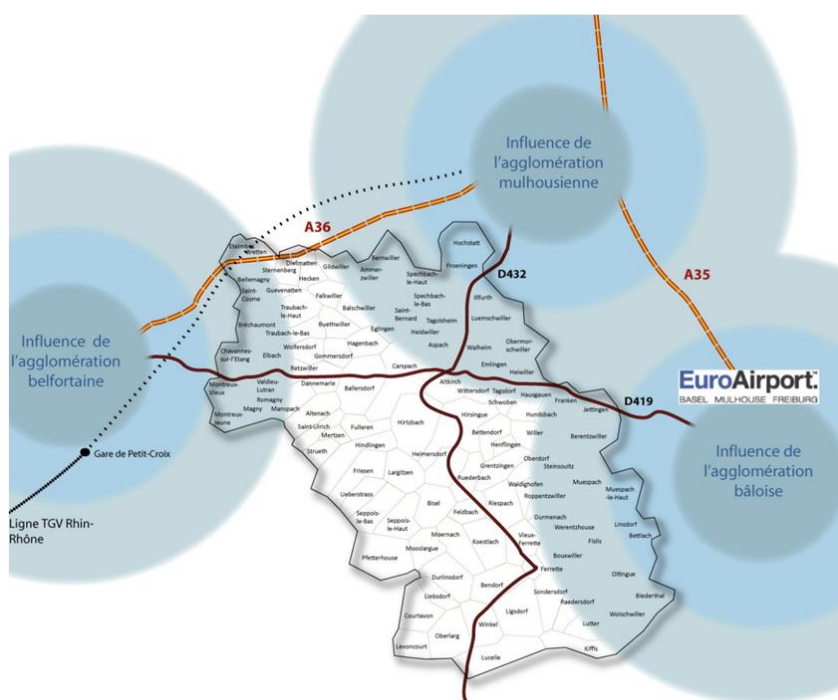 Influence de
l'agglomération
mulhousienne
A36
A35
D432
D419
EuroAirport.
BASEL MULHOUSE FREIBURG
Influence de
l'agglomération
belfortaine
Influence de
l'agglomération
bâloise
Gare de Petit-Croix
Ligne TGV Rhin-
Rhône
Bretten
Sternenberg
Diefmatten
Gildwiller
Hecken
Bellemagny
Saint-
Cosme
Guevenatten
Falkwiller
Bernwiller
Ammer-
zwiller
Hochstatt
Froeningen
Spechbach-
le-Haut
Spechbach-
le-Bas
Illfurth
Luemschwiller
Traubach-
le-Haut
Balschwiller
Saint-
Bernard
Tagolsheim
Bréchaumont
Traubach-le-Bas
Buethwiller
Eglingen
Heidwiller
Aspach
Walheim
Obermor-
schwiller
Chavannes-
sur-l'Etang
Elbach
Wolfersdorf
Hagenbach
Gommersdorf
Retzwiller
Carspach
Emlingen
Heiwiller
Montreux-
Vieux
Valdieu-
Lutran
Dannemarie
Ballersdorf
Altkirch
Wittersdorf
Tagsdorf
Hausgauen
Franken
Jettingen
Romagny
Magny
Manspach
Montreux-
Jeune
Altenach
Saint-Ulrich
Mertzen
Fulleren
Hirtzbach
Hirsingue
Schwoben
Hundsbach
Bettendorf
Willer
Berentzwiller
Strueth
Hindlingen
Heimersdorf
Henflingen
Oberdorf
Grentzingen
Steinsoultz
Friesen
Largitzen
Ruederbach
Waldighofen
Muespach
Muespach
-le-Haut
Ueberstrass
Bisel
Riespach
Roppentzwiller
Seppois-
le-Bas
Seppois-
le-Haut
Feldbach
Durmenach
Werentzhouse
Linsdorf
Bettlach
Moernach
Koestlach
Vieux-
Ferrette
Fislis
Pfetterhouse
Mooslargue
Bouxwiller
Ferrette
Oltingue
Durlinsdorf
Bendorf
Sondersdorf
Biederthal
Liebsdorf
Raedersdorf
Wolschwiller
Courtavon
Ligsdorf
Winkel
Lutter
Levoncourt
Oberlarg
Lucelle
Kiffis